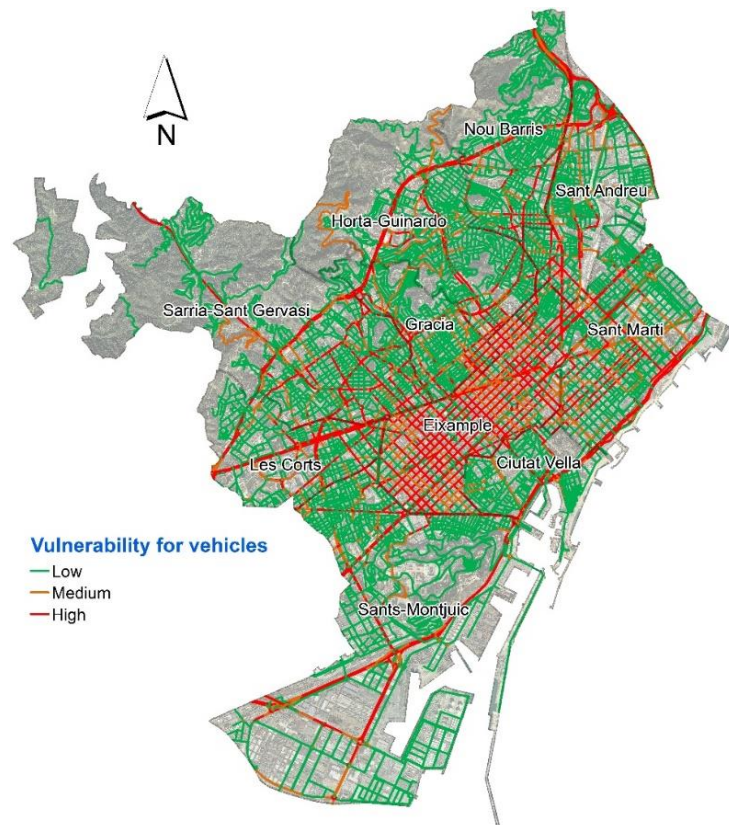 N
Nou Barris
Sant Andreu
Horta-Guinardo
Sarria-Sant Gervasi
Gracia
Sant Marti
Eixample
Les Corts
Ciutat Vella
Vulnerability for vehicles
Low
Medium
High
Sants-Montjuic